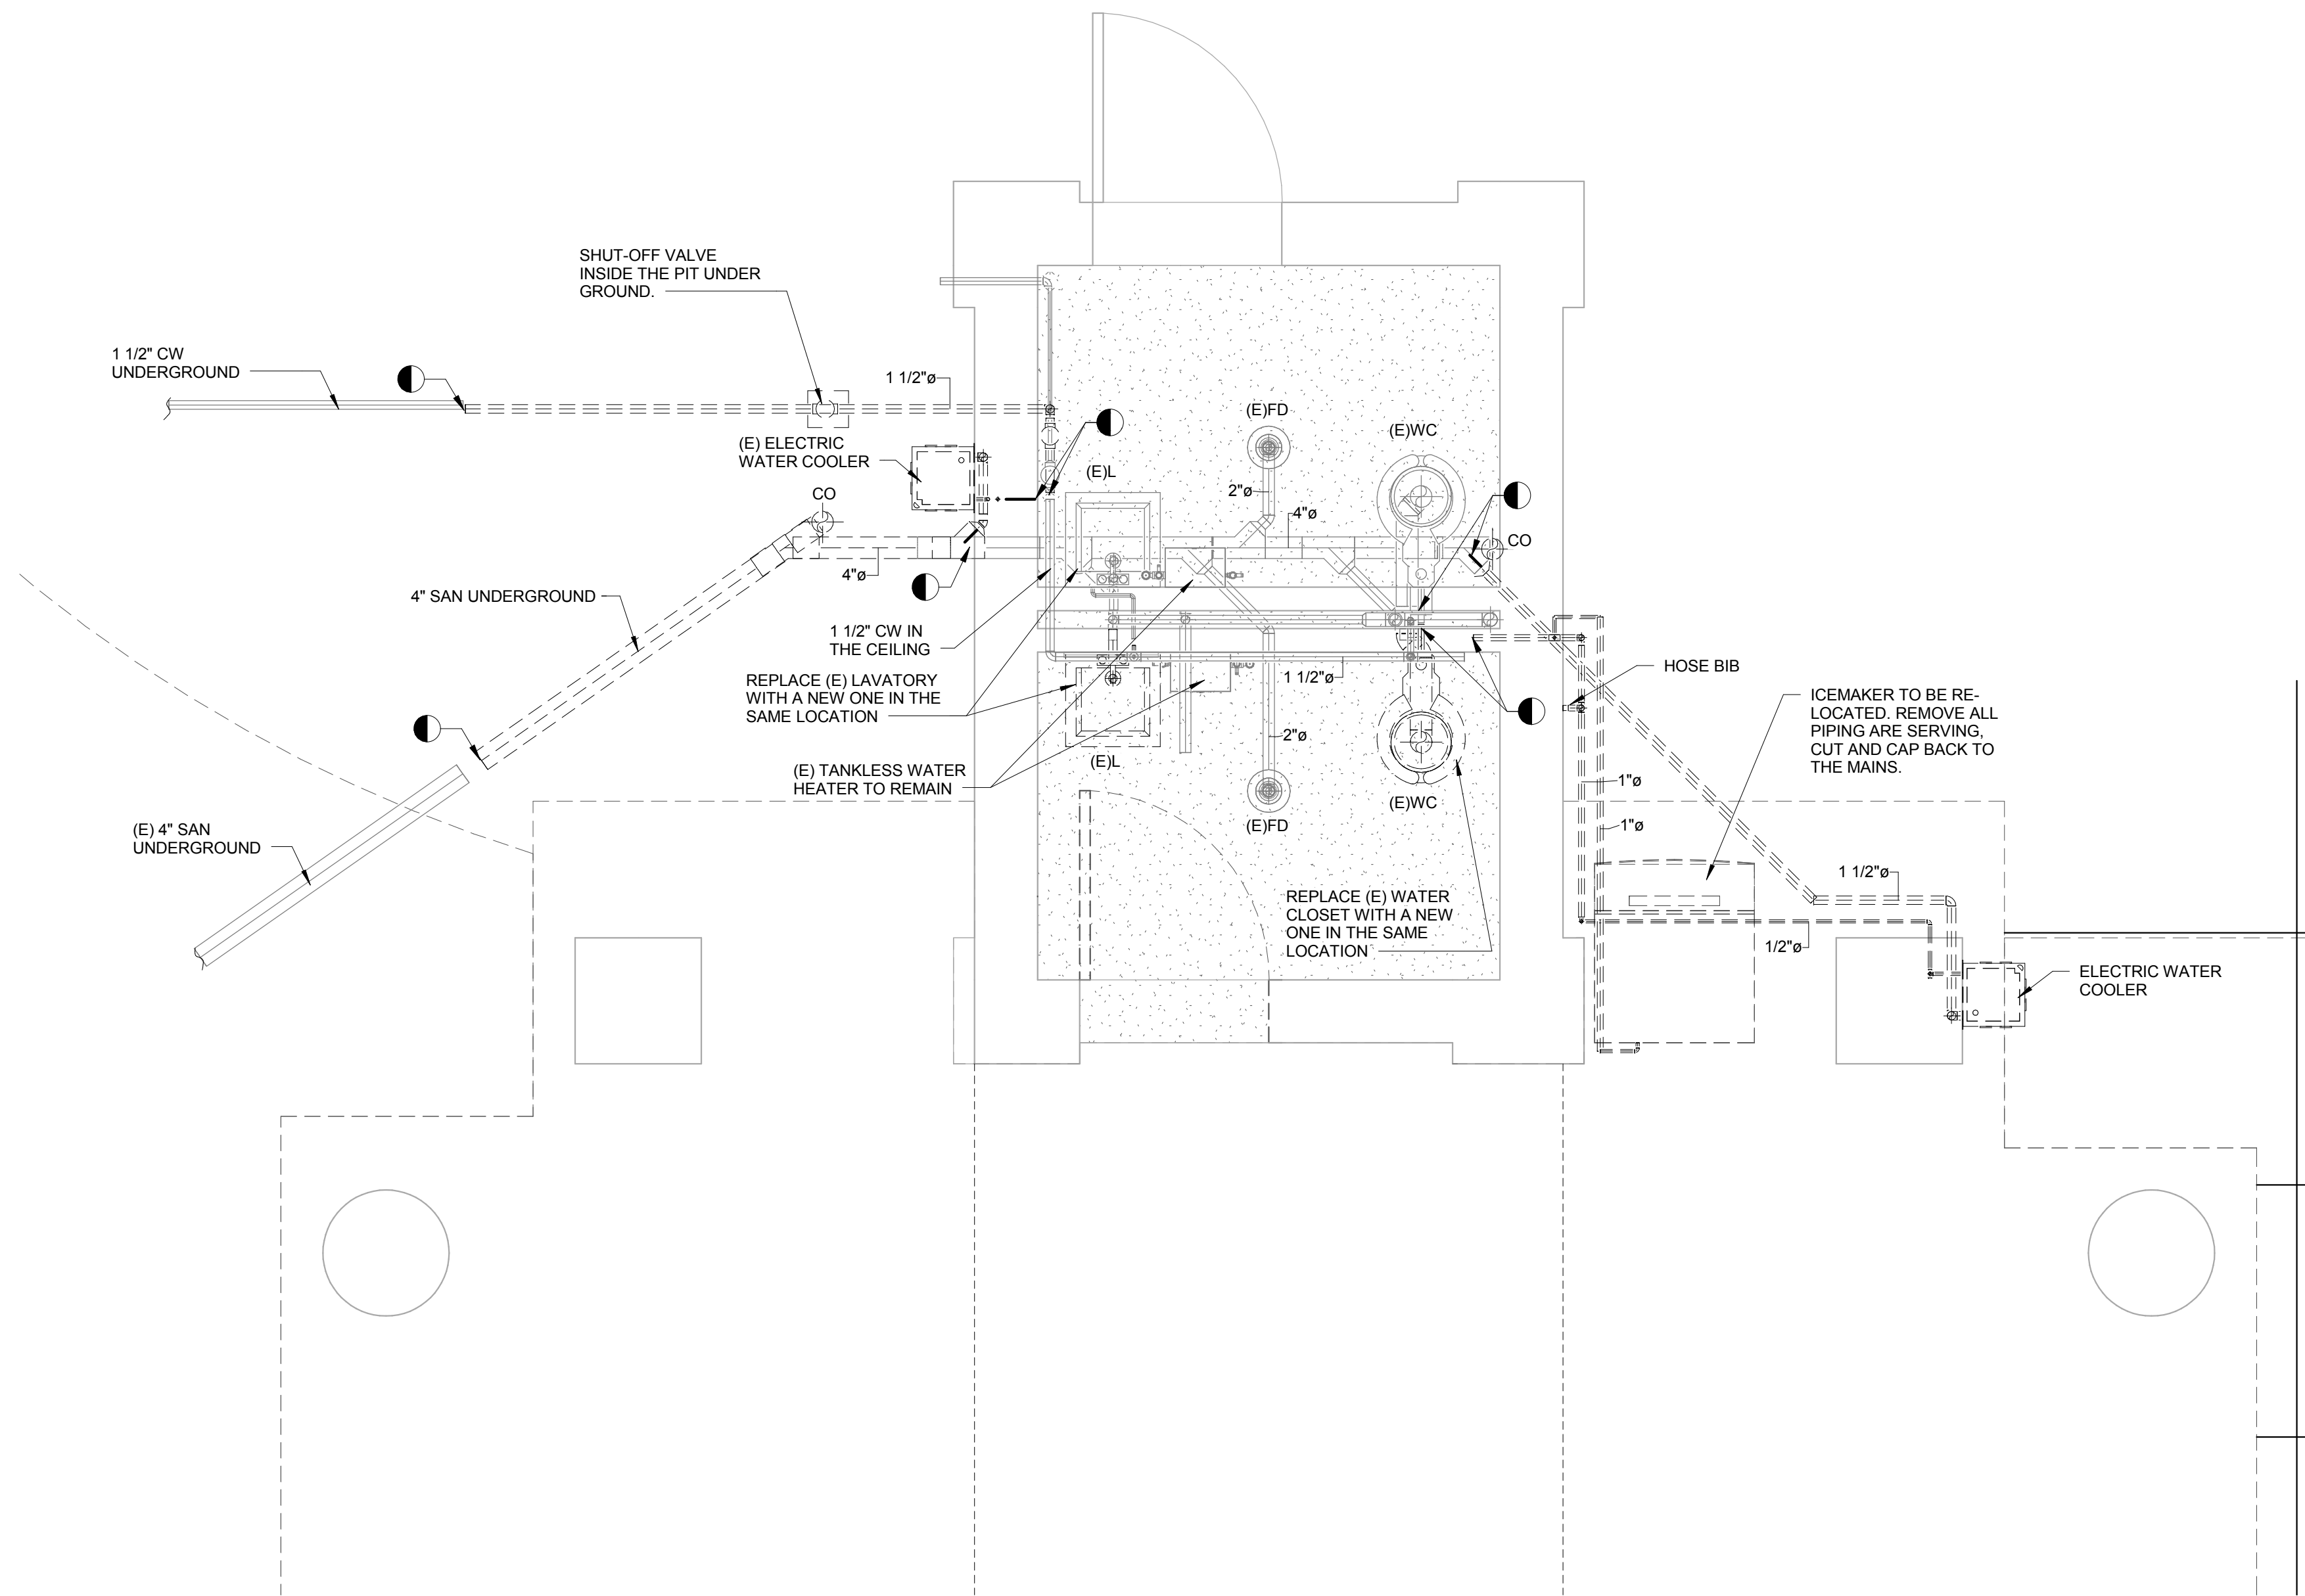 SHUT-OFF VALVE
INSIDE THE PIT UNDER
GROUND.
1 1/2" CW
UNDERGROUND
1 1/2"ø
(E) ELECTRIC
WATER COOLER
(E)FD
(E)WC
(E)L
2"ø
4"ø
CO
CO
4"ø
4" SAN UNDERGROUND
1 1/2" CW IN
THE CEILING
HOSE BIB
REPLACE (E) LAVATORY
WITH A NEW ONE IN THE
SAME LOCATION
1 1/2"ø
ICEMAKER TO BE RE-
LOCATED. REMOVE ALL
PIPING ARE SERVING,
CUT AND CAP BACK TO
THE MAINS.
2"ø
(E)L
(E) TANKLESS WATER
HEATER TO REMAIN
1"ø
(E)WC
(E)FD
1"ø
(E) 4" SAN
UNDERGROUND
1 1/2"ø
REPLACE (E) WATER
CLOSET WITH A NEW
ONE IN THE SAME
LOCATION
1/2"ø
ELECTRIC WATER
COOLER